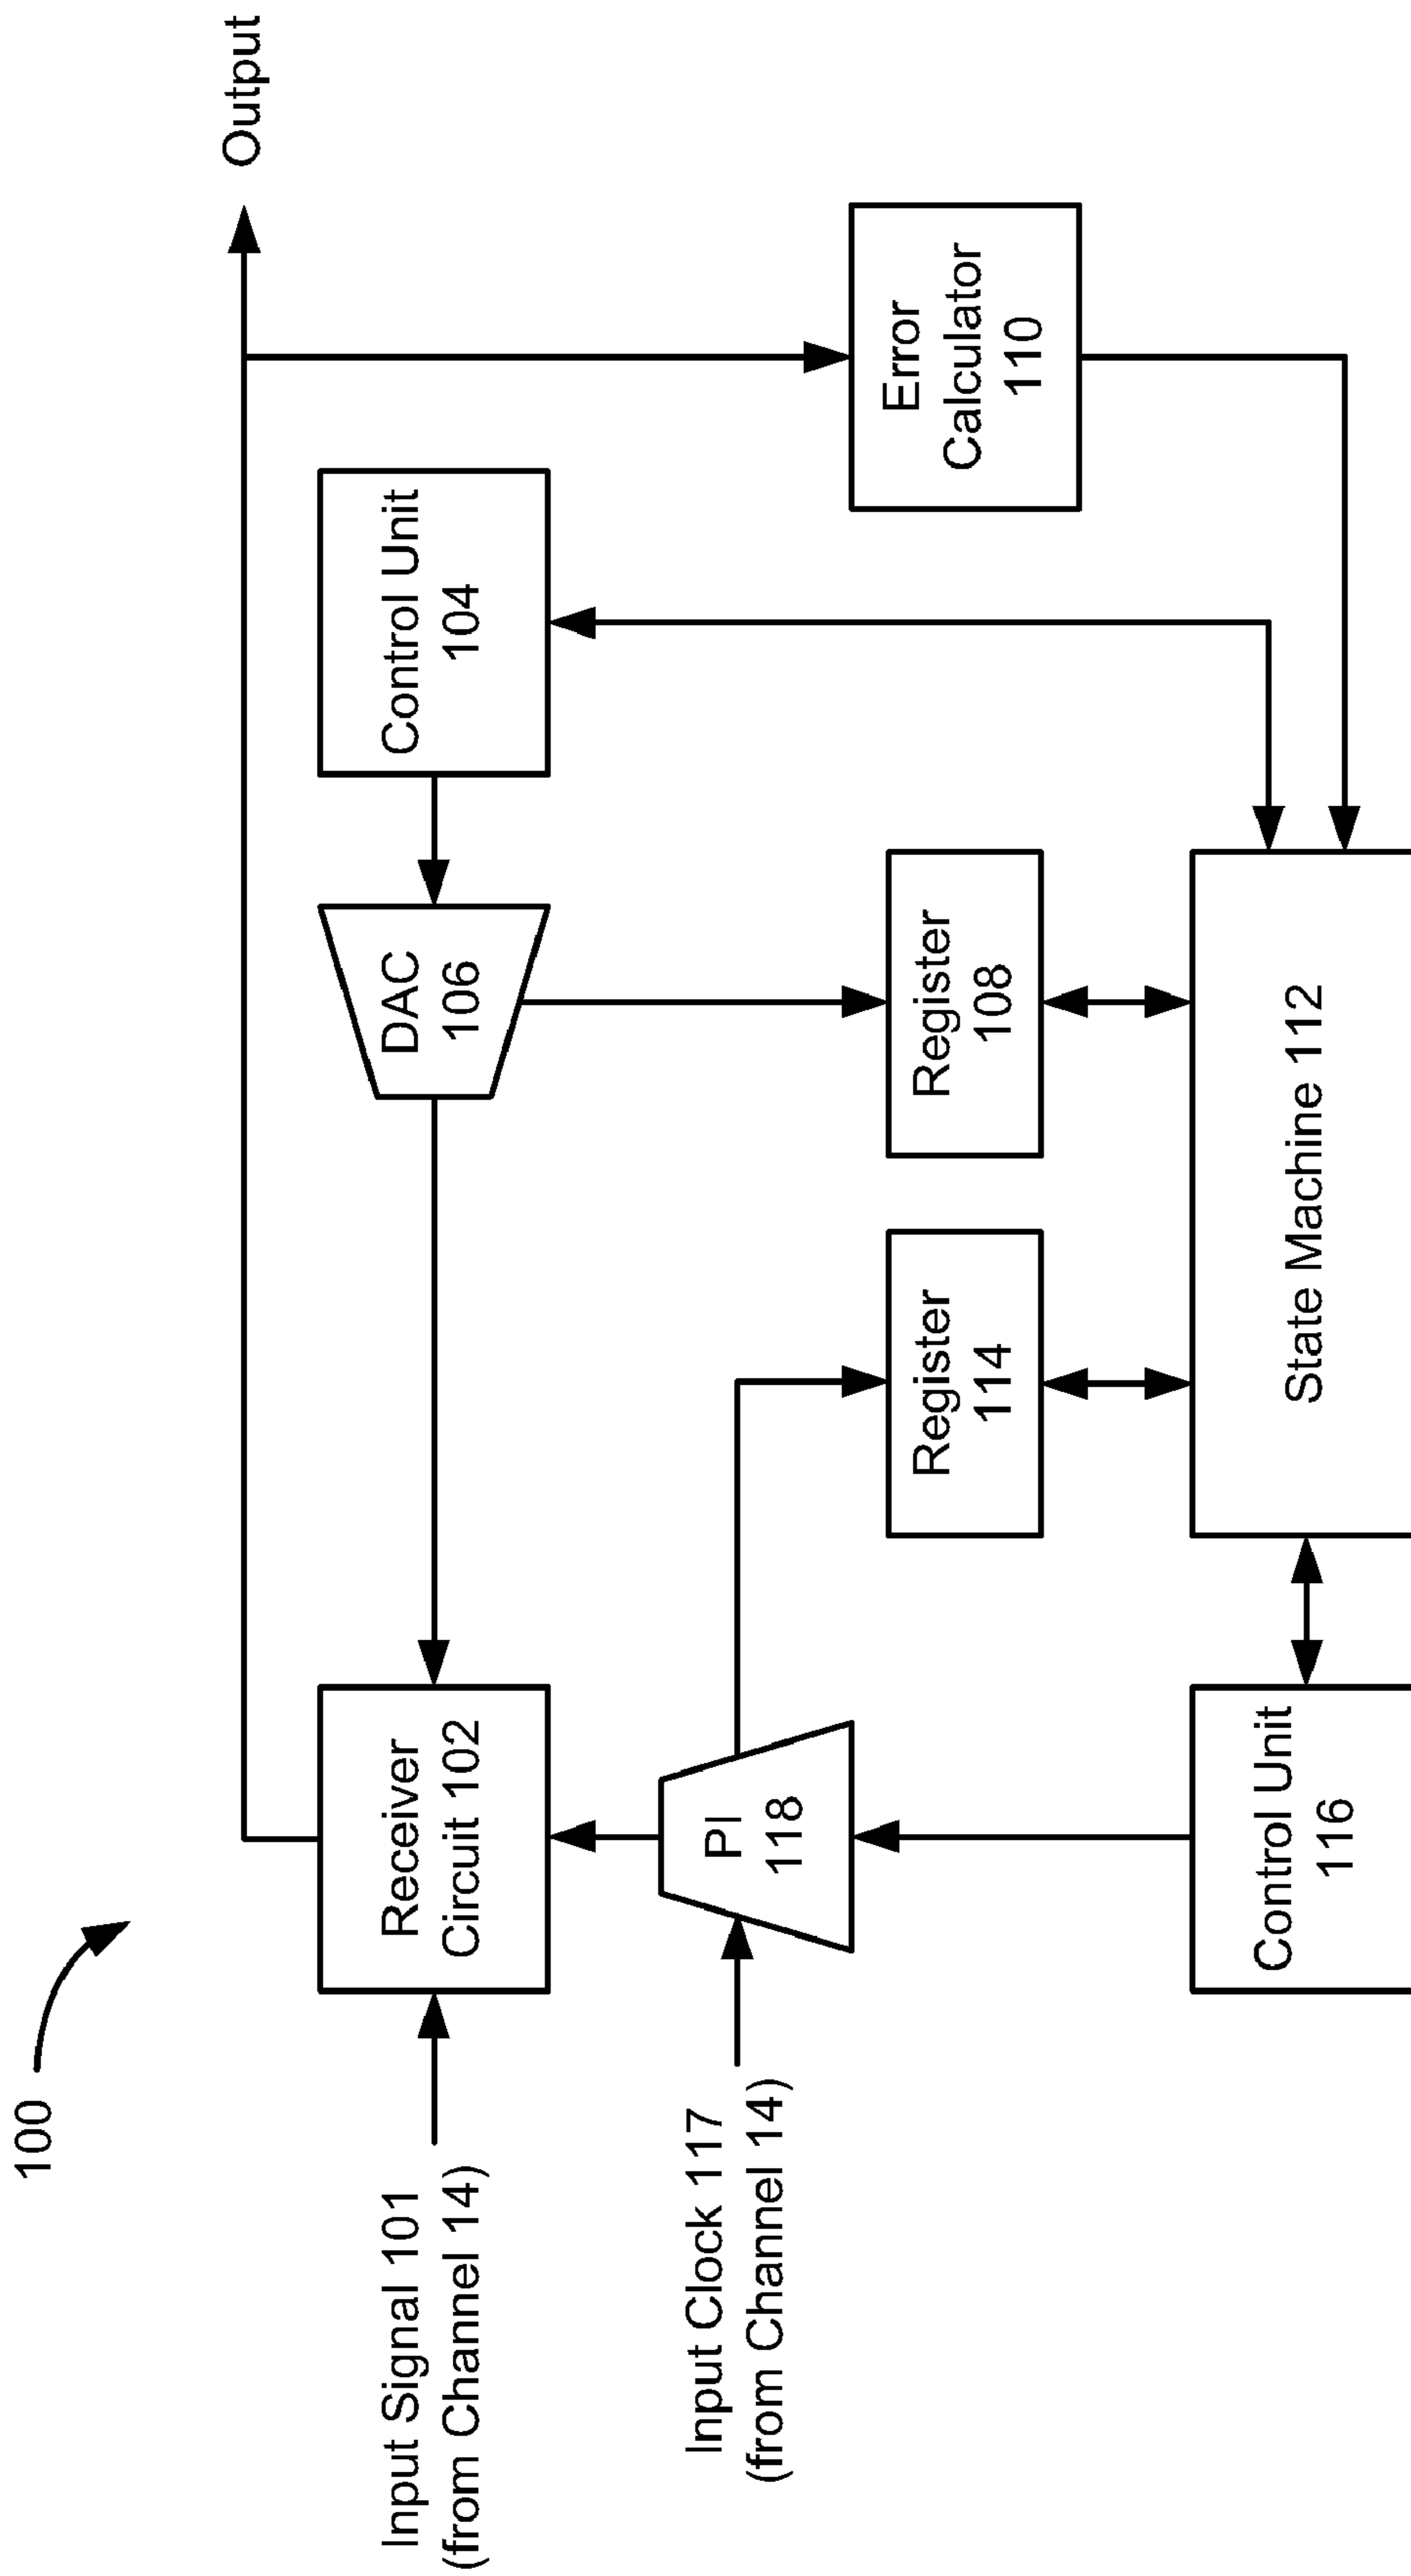 100
Output
Input Signal 101
(from Channel 14)
Receiver
Circuit 102
DAC
106
Control Unit
104
Input Clock 117
(from Channel 14)
PI
118
Register
114
Register
108
Error
Calculator
110
Control Unit
116
State Machine 112